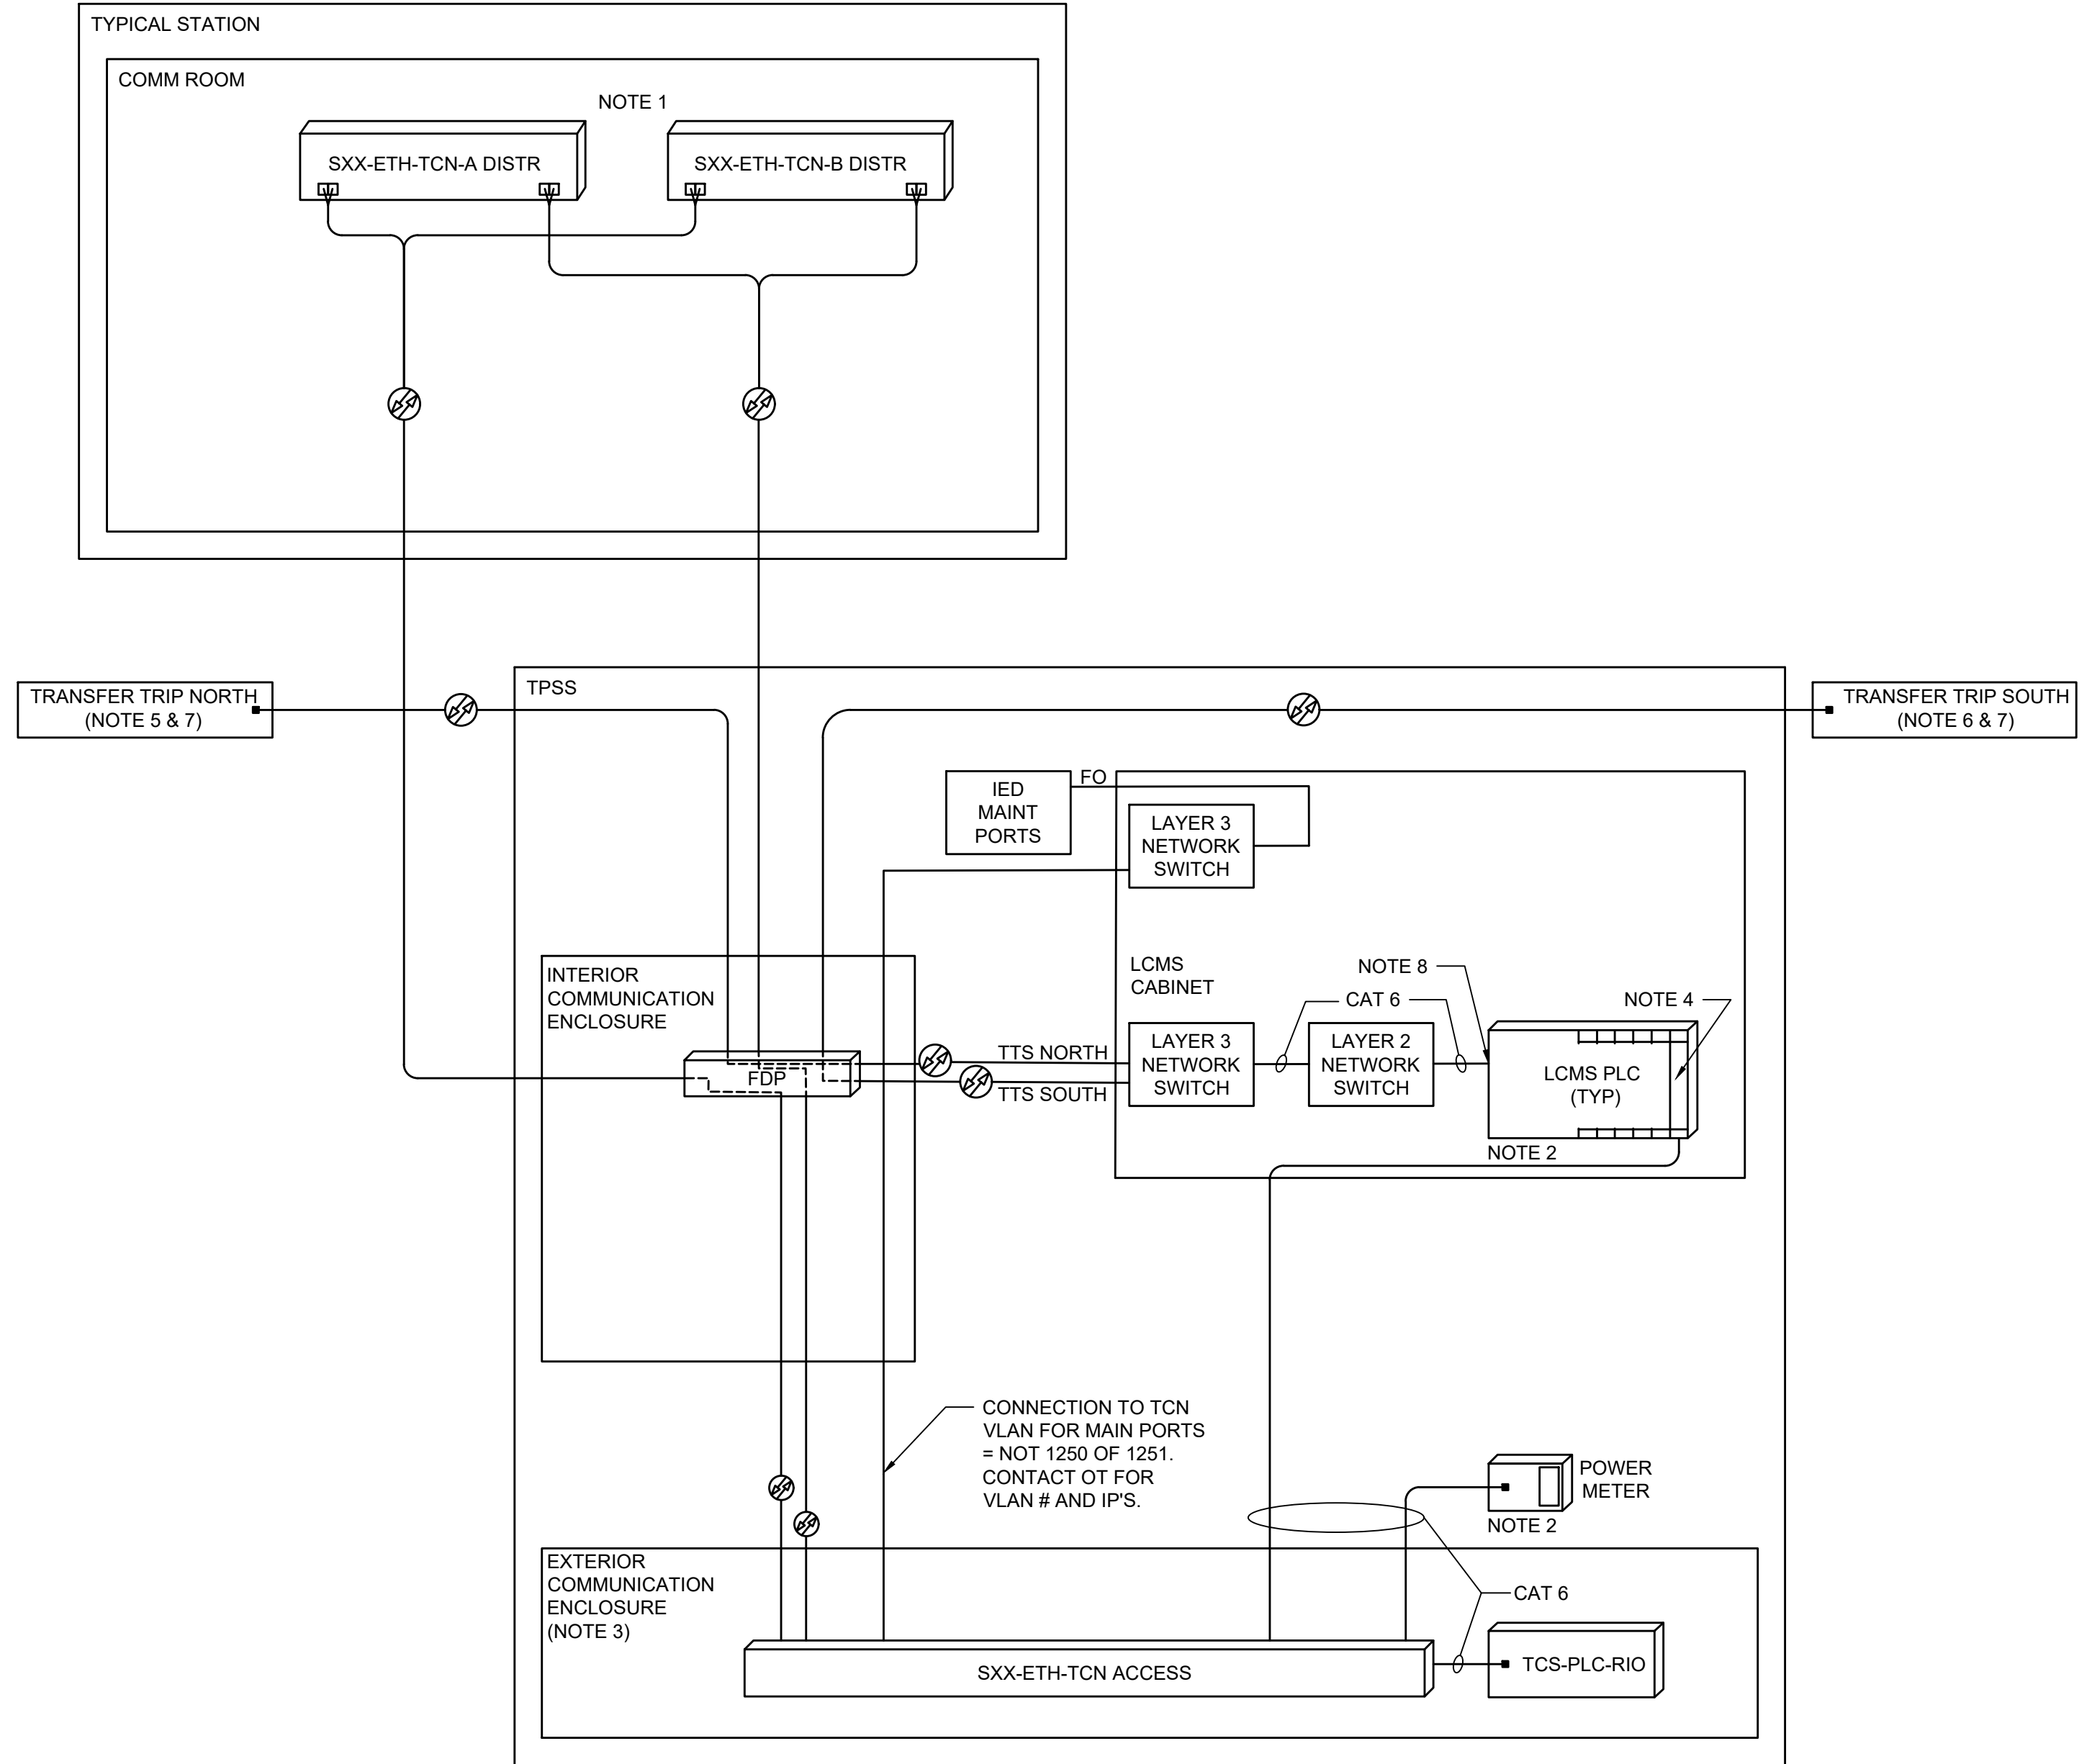 TYPICAL STATION
COMM ROOM
NOTE 1
SXX-ETH-TCN-A DISTR
SXX-ETH-TCN-B DISTR
TRANSFER TRIP NORTH
(NOTE 5 & 7)
TPSS
TRANSFER TRIP SOUTH
(NOTE 6 & 7)
IED
MAINT
PORTS
FO
LAYER 3
NETWORK
SWITCH
INTERIOR
COMMUNICATION
ENCLOSURE
LCMS
CABINET
NOTE 8
CAT 6
NOTE 4
FDP
TTS NORTH
TTS SOUTH
LAYER 3
NETWORK
SWITCH
LAYER 2
NETWORK
SWITCH
LCMS PLC
(TYP)
NOTE 2
CONNECTION TO TCN
VLAN FOR MAIN PORTS
= NOT 1250 OF 1251.
CONTACT OT FOR
VLAN # AND IP'S.
POWER
METER
NOTE 2
EXTERIOR
COMMUNICATION
ENCLOSURE
(NOTE 3)
CAT 6
SXX-ETH-TCN ACCESS
TCS-PLC-RIO